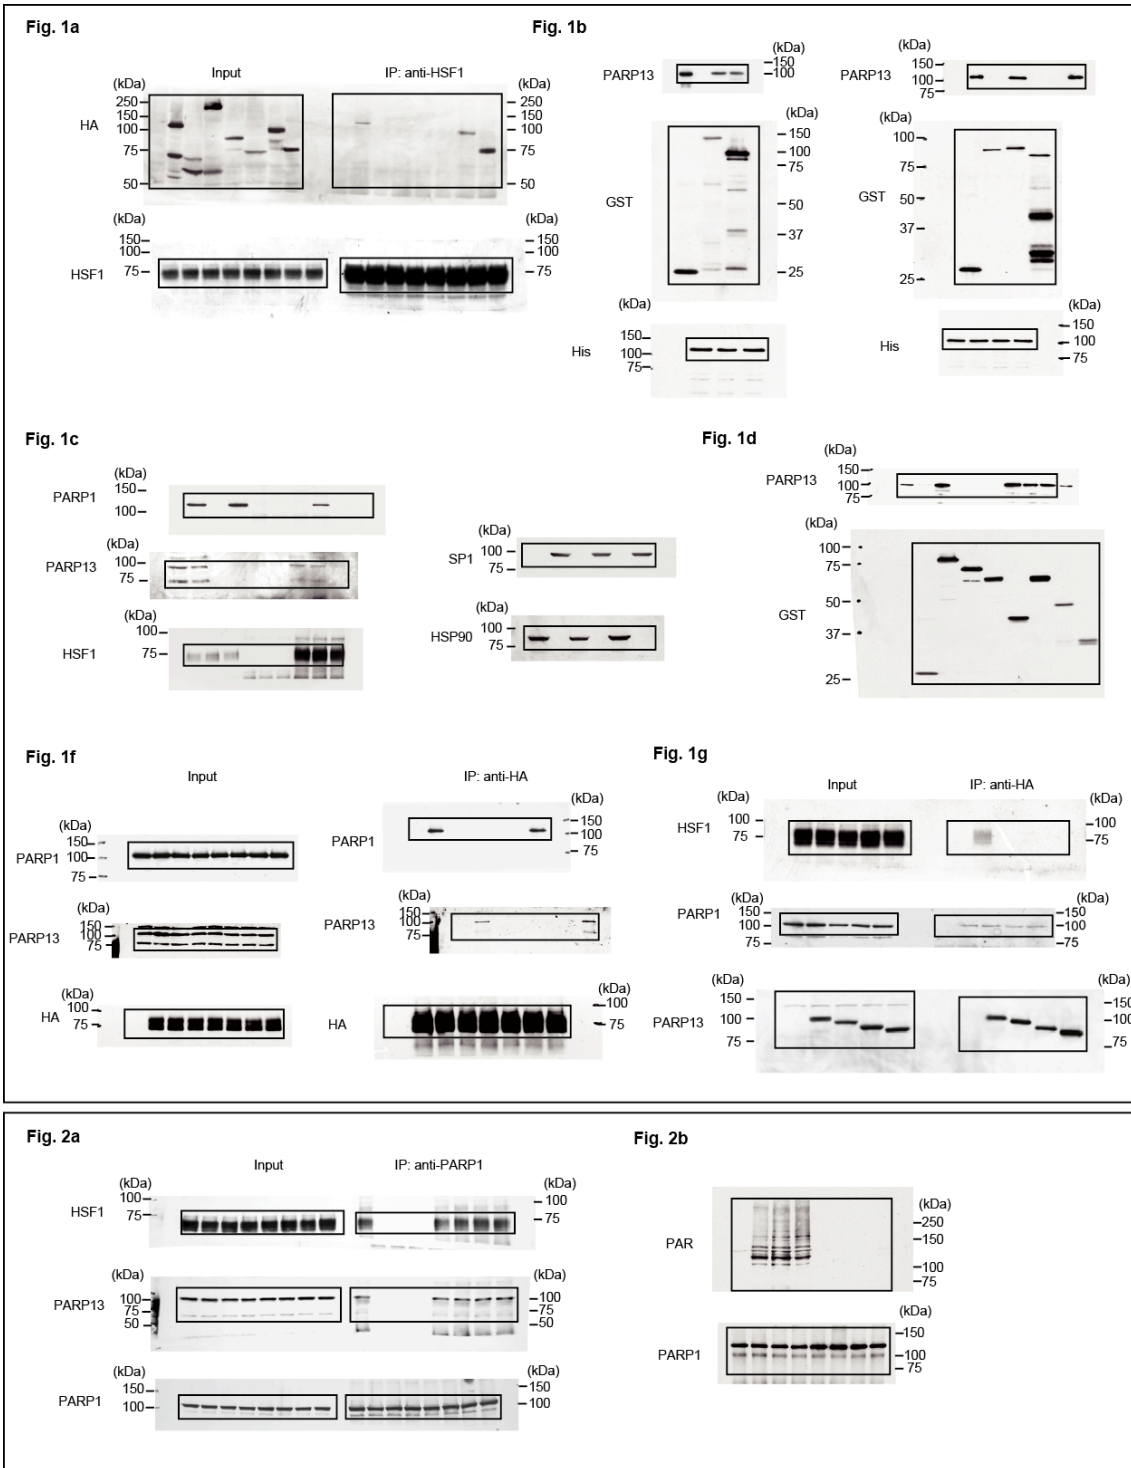 Fig. 1a
Input
IP: anti-HSF1
(kDa)
(kDa)
HA
250
150
100
75
50
250
150
100
75
50
(kDa)
(kDa)
HSF1
150
100
75
150
100
75
Fig. 1b
(kDa)
PARP13
150
100
(kDa)
PARP13
150
100
75
GST
150
100
75
50
37
25
GST
100
75
50
37
25
(kDa)
His
150
100
75
(kDa)
His
150
100
75
Fig. 1c
(kDa)
PARP1
150
100
(kDa)
PARP13
100
75
HSF1
100
75
SP1
100
75
HSP90
100
75
Fig. 1d
(kDa)
PARP13
150
100
75
(kDa)
GST
100
75
50
37
25
Fig. 1f
Input
IP: anti-HA
(kDa)
PARP1
150
100
75
(kDa)
PARP1
150
100
75
(kDa)
PARP13
150
100
75
(kDa)
PARP13
150
100
75
(kDa)
HA
100
75
HA
100
75
Fig. 1g
Input
IP: anti-HA
(kDa)
(kDa)
HSF1
100
75
100
75
(kDa)
(kDa)
PARP1
150
100
75
150
100
75
(kDa)
(kDa)
PARP13
150
100
75
150
100
75
Fig. 2a
Input
IP: anti-PARP1
(kDa)
(kDa)
HSF1
100
75
100
75
(kDa)
(kDa)
PARP13
100
75
50
100
75
50
(kDa)
(kDa)
PARP1
150
100
150
100
Fig. 2b
(kDa)
PAR
250
150
100
75
(kDa)
PARP1
150
100
75